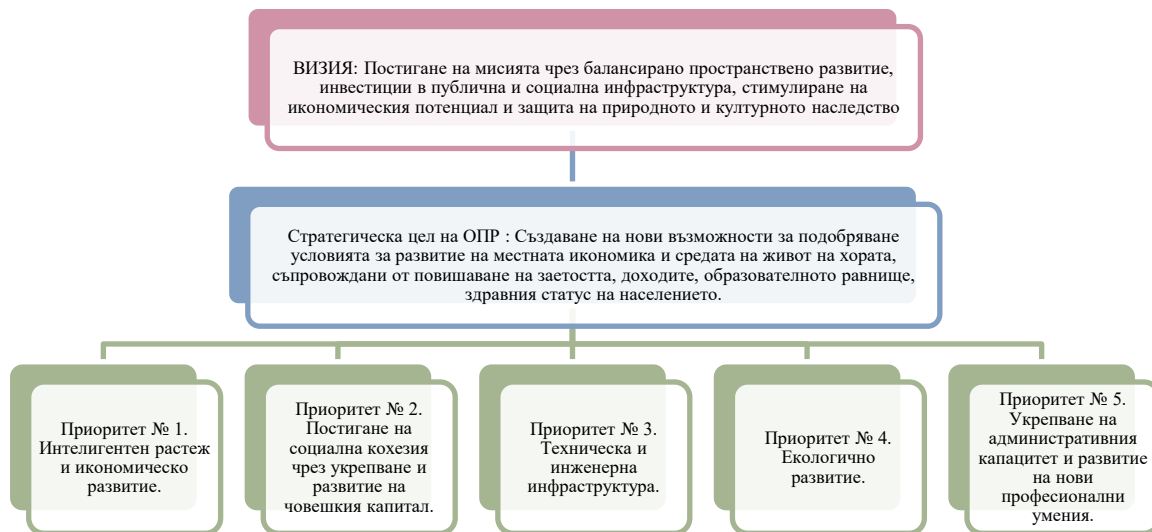 ВИЗИЯ: Постигане на мисията чрез балансирано пространствено развитие,
инвестиции в публична и социална инфраструктура, стимулиране на
икономическия потенциал и защита на природното и културното наследство
Стратегическа цел на ОПР : Създаване на нови възможности за подобряване
условията за развитие на местната икономика и средата на живот на хората,
съпровождани от повишаване на заетостта, доходите, образователното равнище,
здравния статус на населението.
Приоритет № 1.
Интелигентен растеж
и икономическо
развитие.
Приоритет № 2.
Постигане на
социална кохезия
чрез укрепване и
развитие на
човешкия капитал.
Приоритет № 3.
Техническа и
инженерна
инфраструктура.
Приоритет № 4.
Екологично
развитие.
Приоритет № 5.
Укрепване на
административния
капацитет и развитие
на нови
професионални
умения.